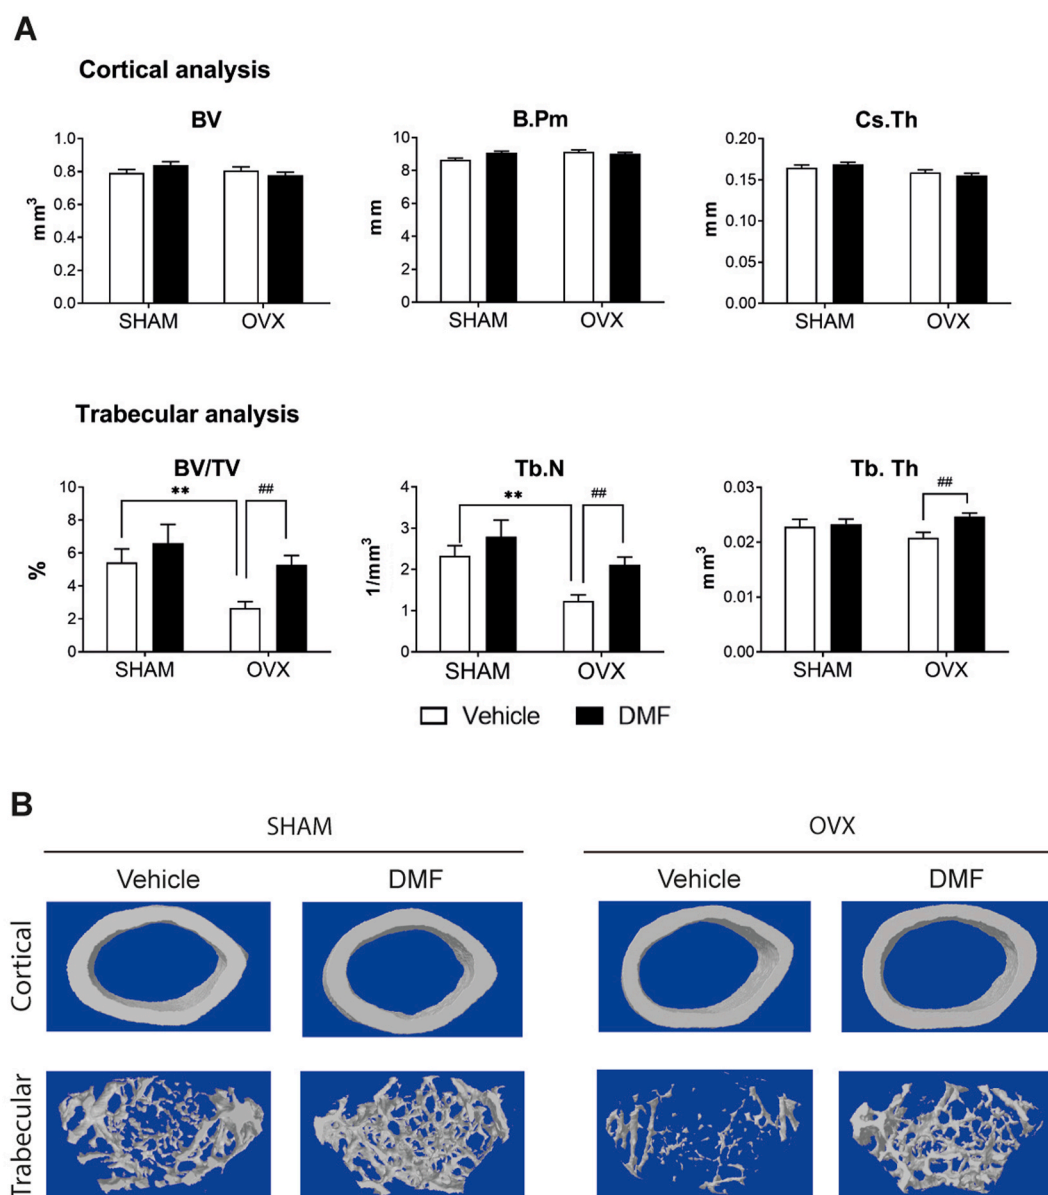 A
Cortical analysis
BV
B.Pm
Cs.Th
1.0
0.8
0.6
0.4
0.2
0.0
mm³
SHAM
OVX
10
8
6
4
2
0
mm
SHAM
OVX
0.20
0.15
0.10
0.05
0.00
mm
SHAM
OVX
Trabecular analysis
BV/TV
Tb.N
Tb. Th
10
8
6
4
2
0
%
**
##
SHAM
OVX
4
3
2
1
0
1/mm³
**
##
SHAM
OVX
0.03
0.02
0.01
0.00
mm³
##
SHAM
OVX
Vehicle
DMF
B
SHAM
OVX
Vehicle
DMF
Vehicle
DMF
Cortical
Trabecular